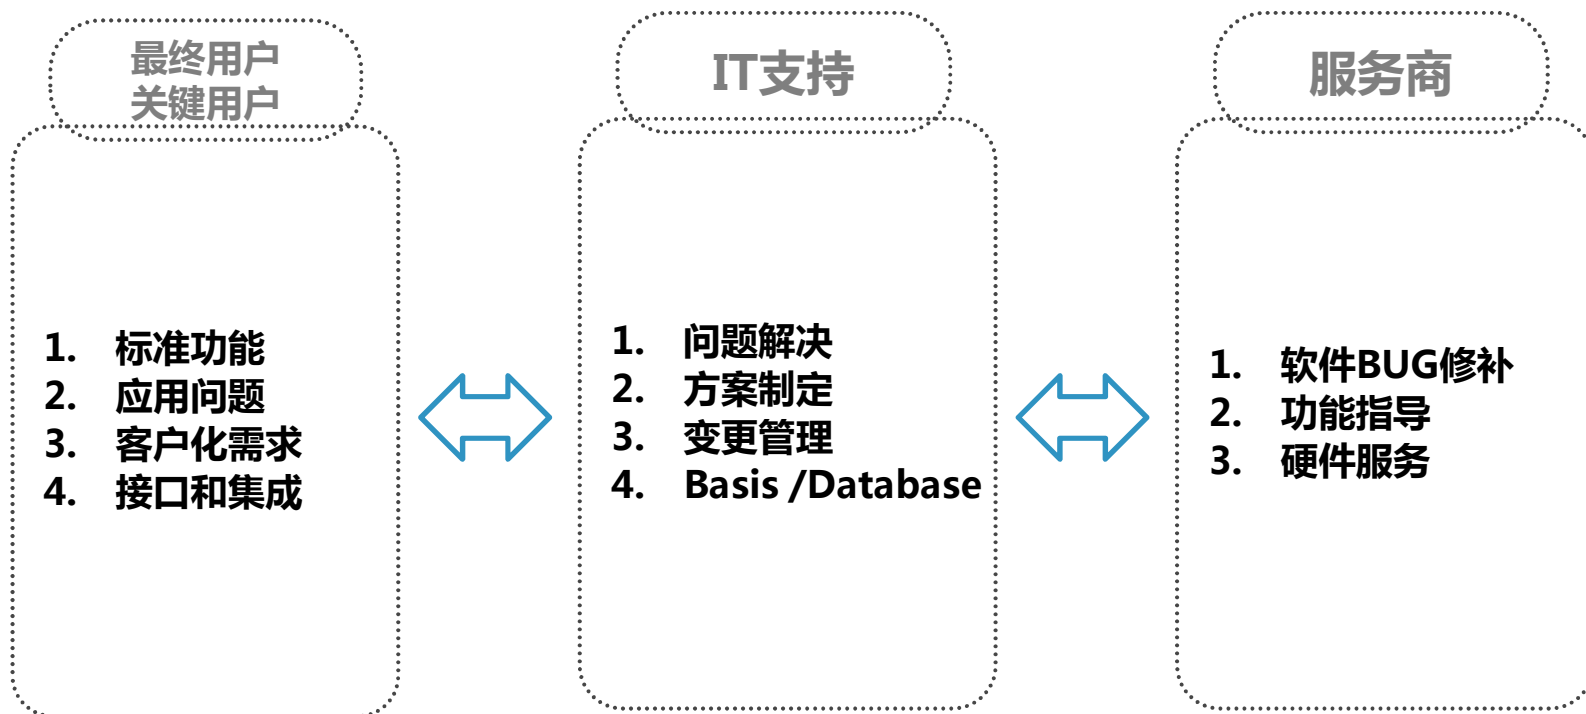 最终用户
关键用户
1. 标准功能
2. 应用问题
3. 客户化需求
4. 接口和集成
IT支持
1. 问题解决
2. 方案制定
3. 变更管理
4. Basis /Database
服务商
1. 软件BUG修补
2. 功能指导
3. 硬件服务